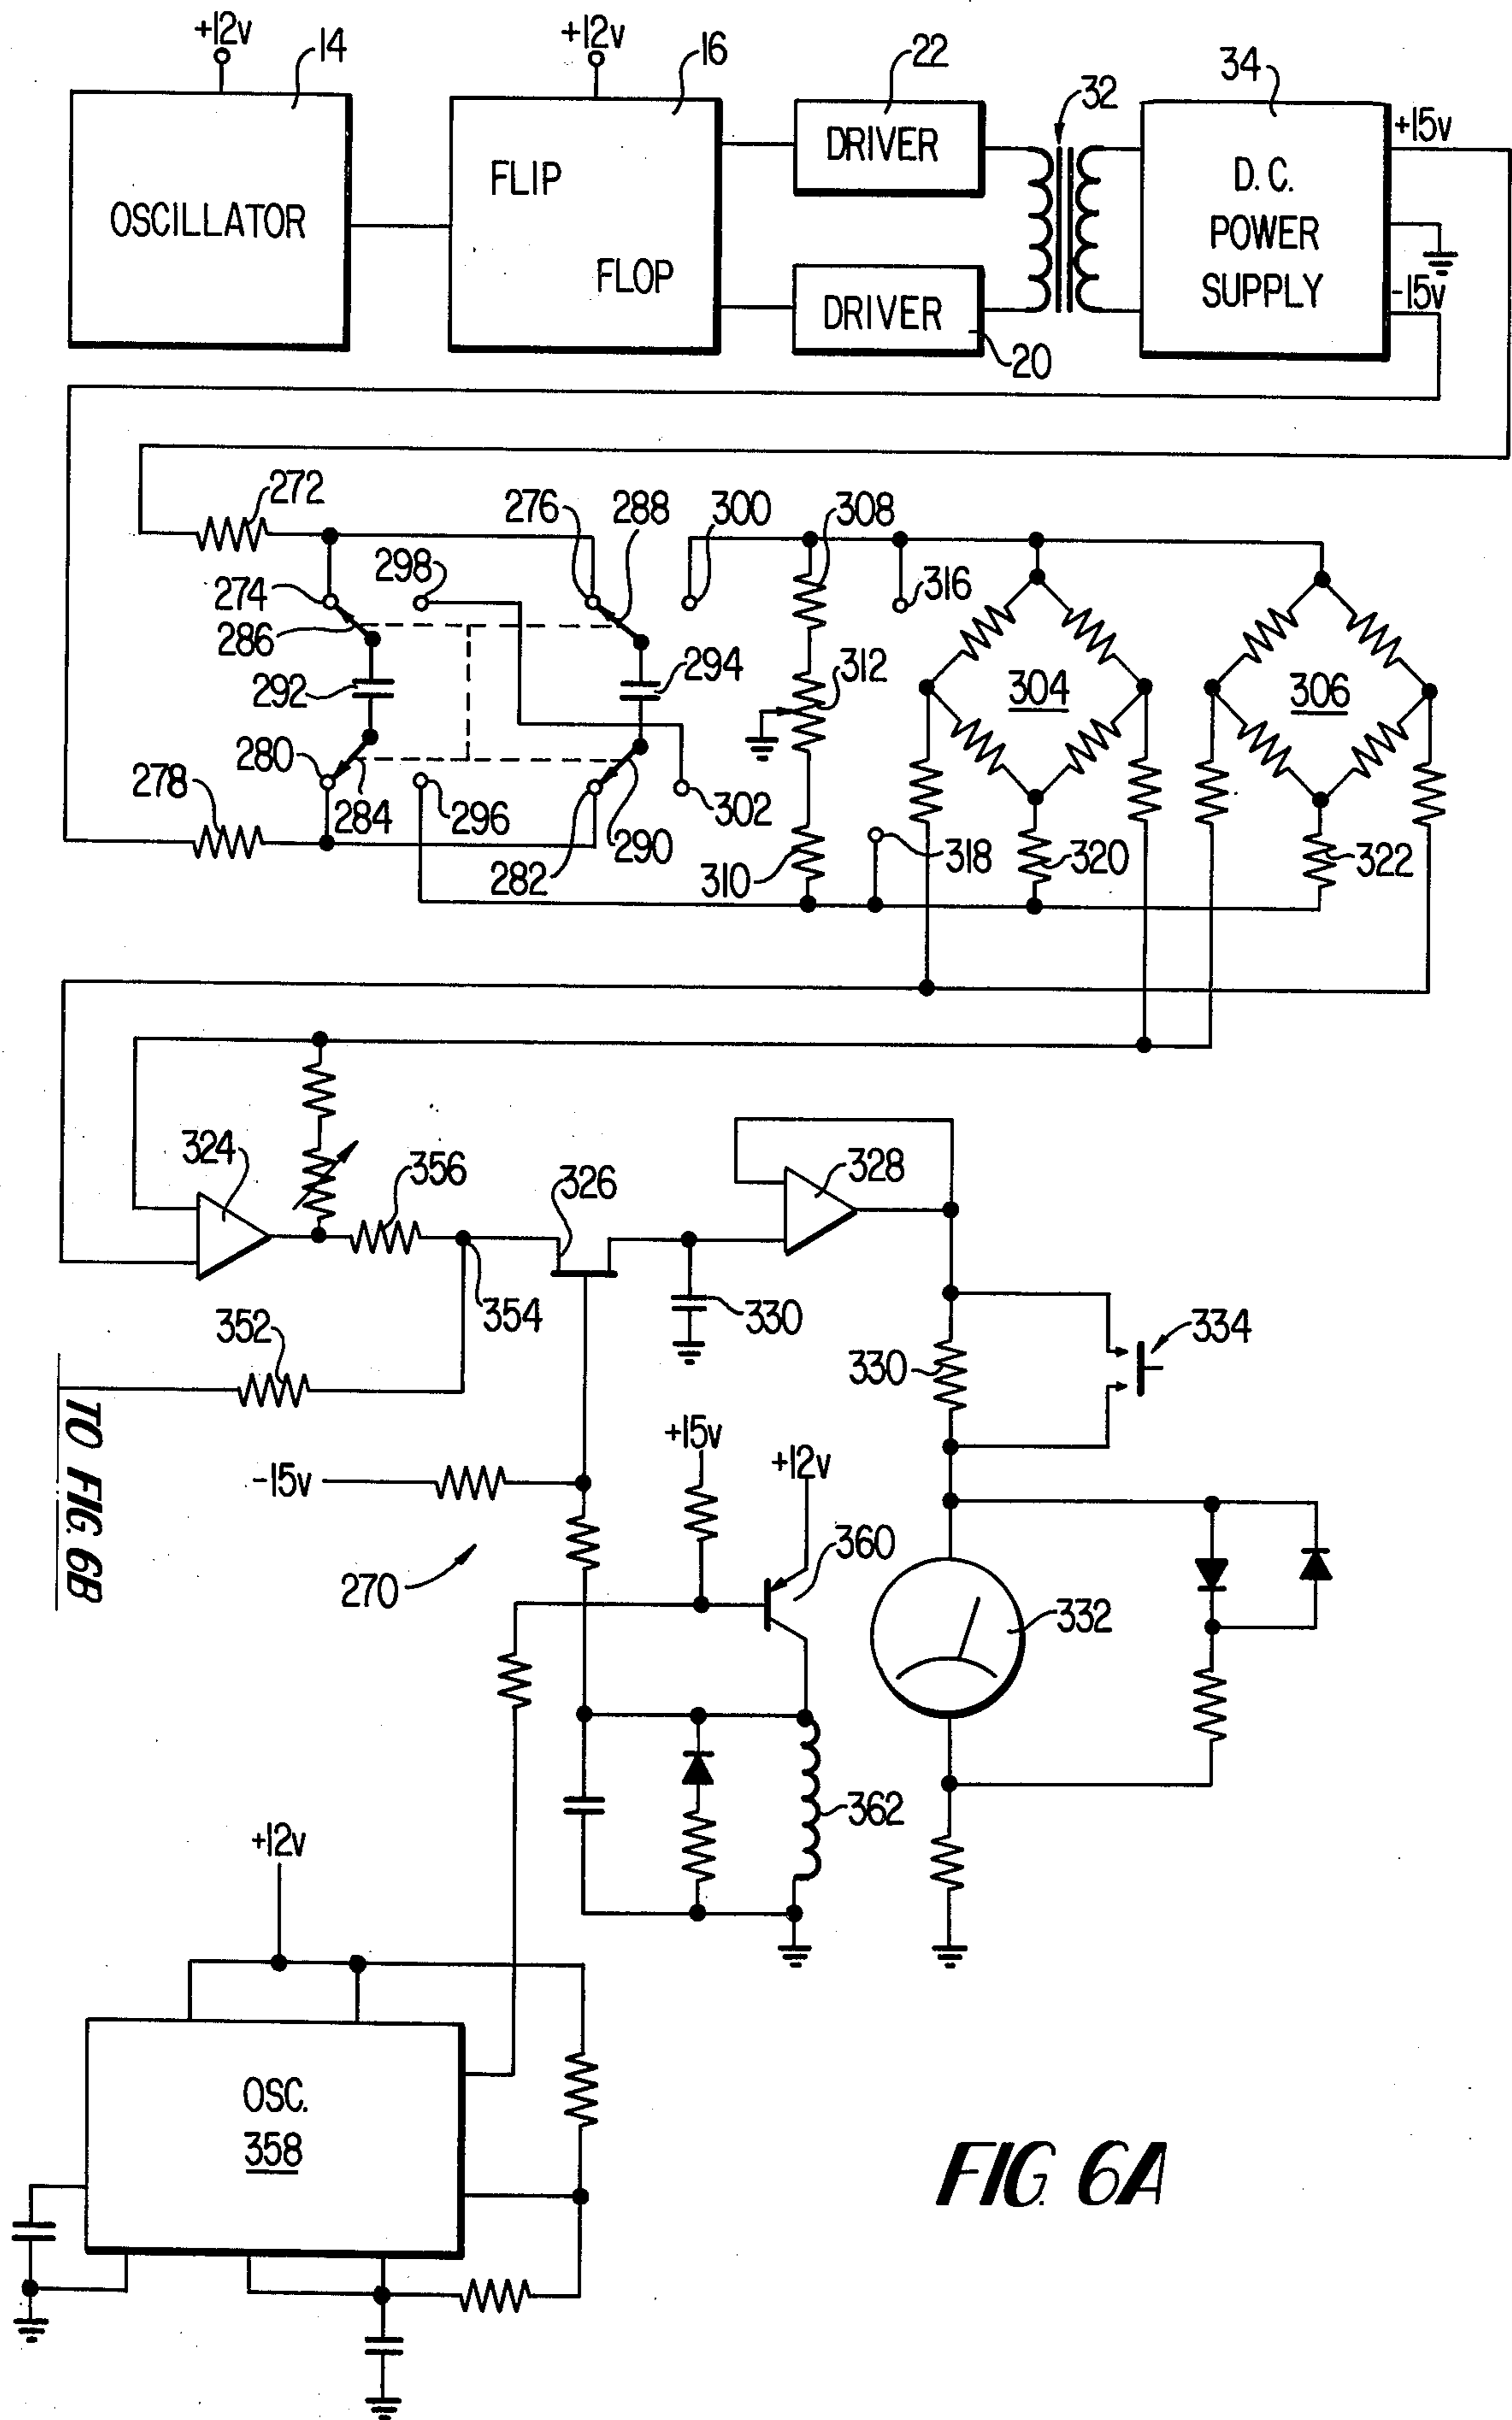 +12v
14
+12v
16
22
32
34
OSCILLATOR
FLIP
FLOP
DRIVER
DRIVER
20
D.C.
POWER
SUPPLY
+15v
-15v
272
276
288
300
308
298
274
286
316
292
294
312
304
306
280
278
284
296
282
290
302
310
318
320
322
324
356
326
328
354
330
352
330
334
TO FIG. 6B
-15v
+15v
+12v
270
360
332
362
+12v
OSC.
358
FIG. 6A